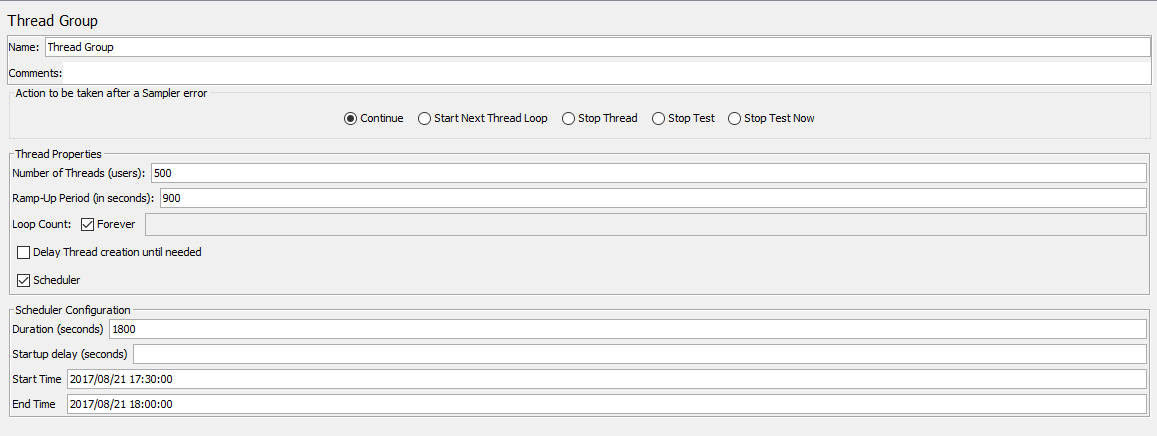 Thread Group
Name: Thread Group
Comments:
Action to be taken after a Sampler error
Continue Start Next Thread Loop Stop Thread Stop Test Stop Test Now
Thread Properties
Number of Threads (users): 500
Ramp-Up Period (in seconds): 900
Loop Count: Forever
Delay Thread creation until needed
Scheduler
Scheduler Configuration
Duration (seconds) 1800
Startup delay (seconds)
Start Time 2017/08/21 17:30:00
End Time 2017/08/21 18:00:00